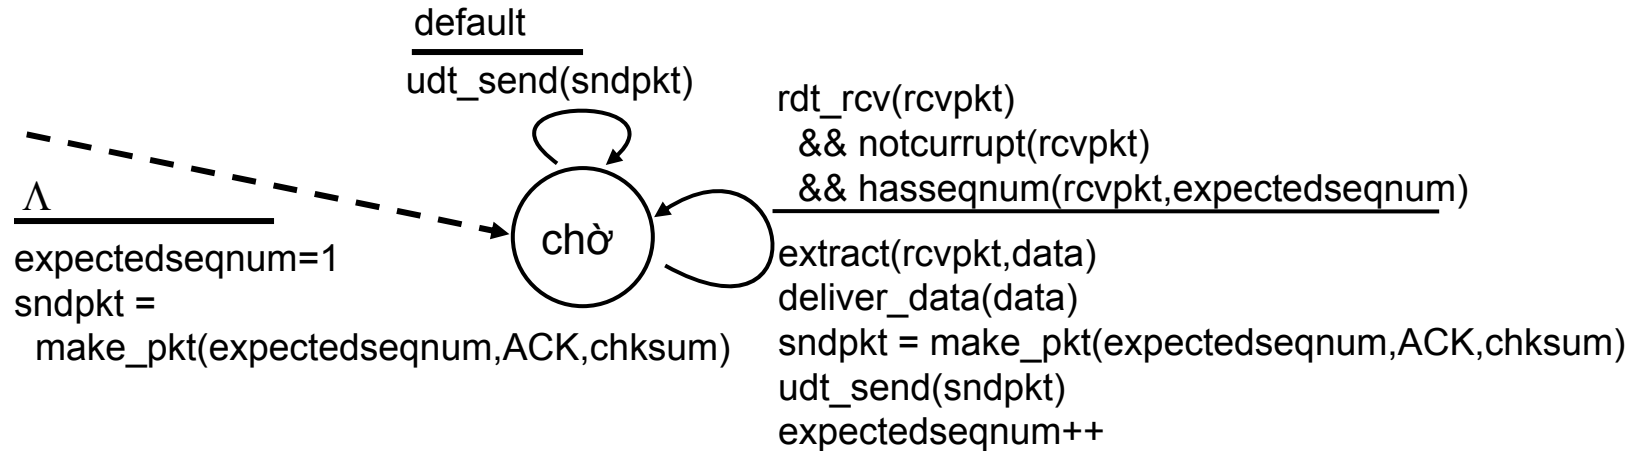 default
udt_send(sndpkt)
rdt_rcv(rcvpkt)
&& notcurrupt(rcvpkt)
&& hasseqnum(rcvpkt,expectedseqnum)
Λ
chờ
expectedseqnum=1
sndpkt =
make_pkt(expectedseqnum,ACK,chksum)
extract(rcvpkt,data)
deliver_data(data)
sndpkt = make_pkt(expectedseqnum,ACK,chksum)
udt_send(sndpkt)
expectedseqnum++